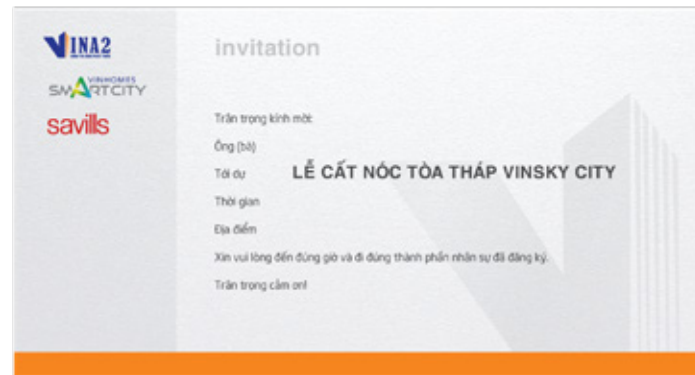 VINA2
VINHOMES
SMARTCITY
savills
invitation
Trân trọng kính mời:
Ông (bà)
Tới dự LỄ CẤT NÓC TÒA THÁP VINSKY CITY
Thời gian
Địa điểm
Xin vui lòng đến đúng giờ và đi đúng thành phần nhân sự đã đăng ký.
Trân trọng cảm ơn!